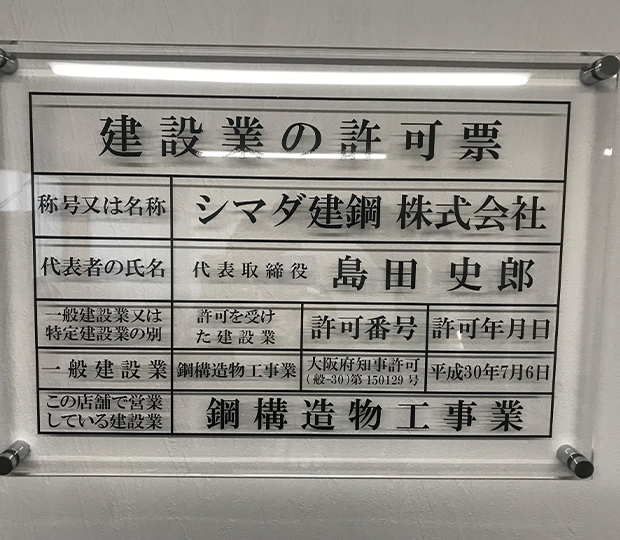 建設業の許可票
称号又は名称 シマダ建鋼 株式会社
代表者の氏名 代表取締役 島田 史郎
一般建設業又は
特定建設業の別
許可を受け
た建設業
許可番号
許可年月日
一般建設業
鋼構造物工事業
大阪府知事許可
(般-30)第150129号
平成30年7月6日
この店舗で営業
している建設業
鋼構造物工事業